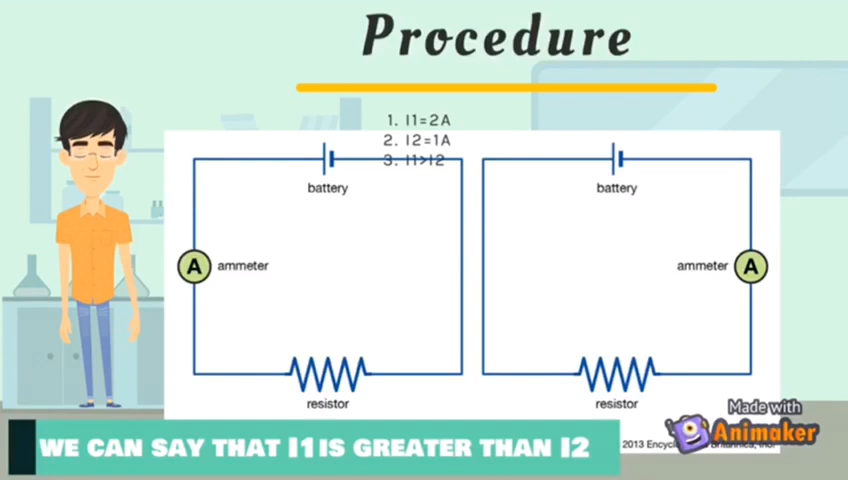 Procedure
1. I1=2A
2. I2=1A
3. I1>I2
battery
battery
A
ammeter
ammeter
A
resistor
resistor
Made with
Animaker
WE CAN SAY THAT I1 IS GREATER THAN I2
2013 Encyc